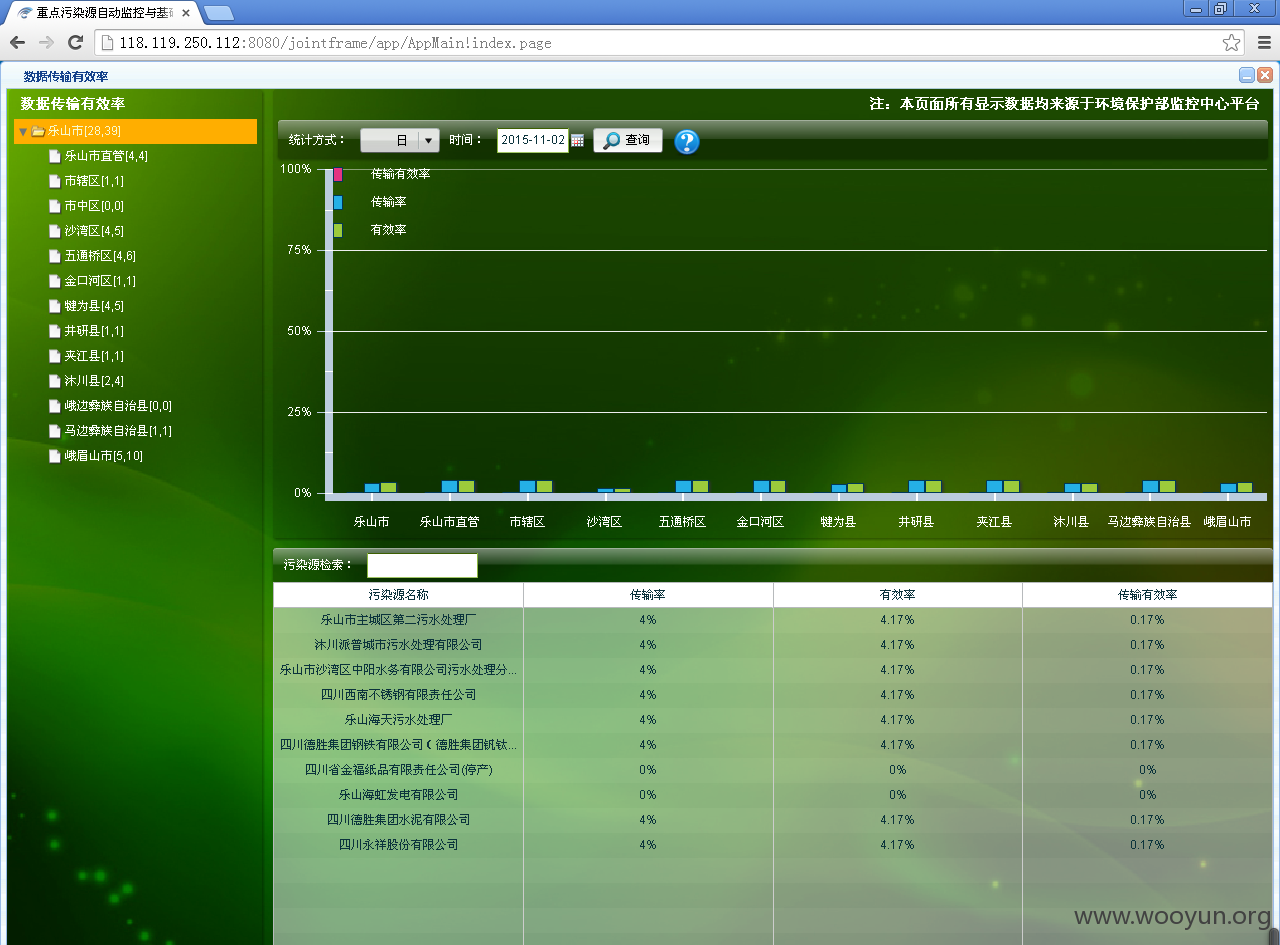 重点污染源自动监控与基础
118.119.250.112:8080/jointframe/app/AppMain!index.page
数据传输有效率
数据传输有效率
注：本页面所有显示数据均来源于环境保护部监控中心平台
乐山市[28,39]
乐山市直管[4,4]
市辖区[1,1]
市中区[0,0]
沙湾区[4,5]
五通桥区[4,6]
金口河区[1,1]
犍为县[4,5]
井研县[1,1]
夹江县[1,1]
沐川县[2,4]
峨边彝族自治县[0,0]
马边彝族自治县[1,1]
峨眉山市[5,10]
统计方式： 日 时间： 2015-11-02 查询 ?
传输有效率
传输率
有效率
100%
75%
50%
25%
0%
乐山市 乐山市直管 市辖区 沙湾区 五通桥区 金口河区 犍为县 井研县 夹江县 沐川县 马边彝族自治县 峨眉山市
污染源检索：
污染源名称 传输率 有效率 传输有效率
乐山市主城区第二污水处理厂 4% 4.17% 0.17%
沐川派普城市污水处理有限公司 4% 4.17% 0.17%
乐山市沙湾区中阳水务有限公司污水处理分... 4% 4.17% 0.17%
四川西南不锈钢有限责任公司 4% 4.17% 0.17%
乐山海天污水处理厂 4% 4.17% 0.17%
四川德胜集团钢铁有限公司（德胜集团钒钛... 4% 4.17% 0.17%
四川省金福纸品有限责任公司(停产) 0% 0% 0%
乐山海虹发电有限公司 0% 0% 0%
四川德胜集团水泥有限公司 4% 4.17% 0.17%
四川永祥股份有限公司 4% 4.17% 0.17%
www.wooyun.org